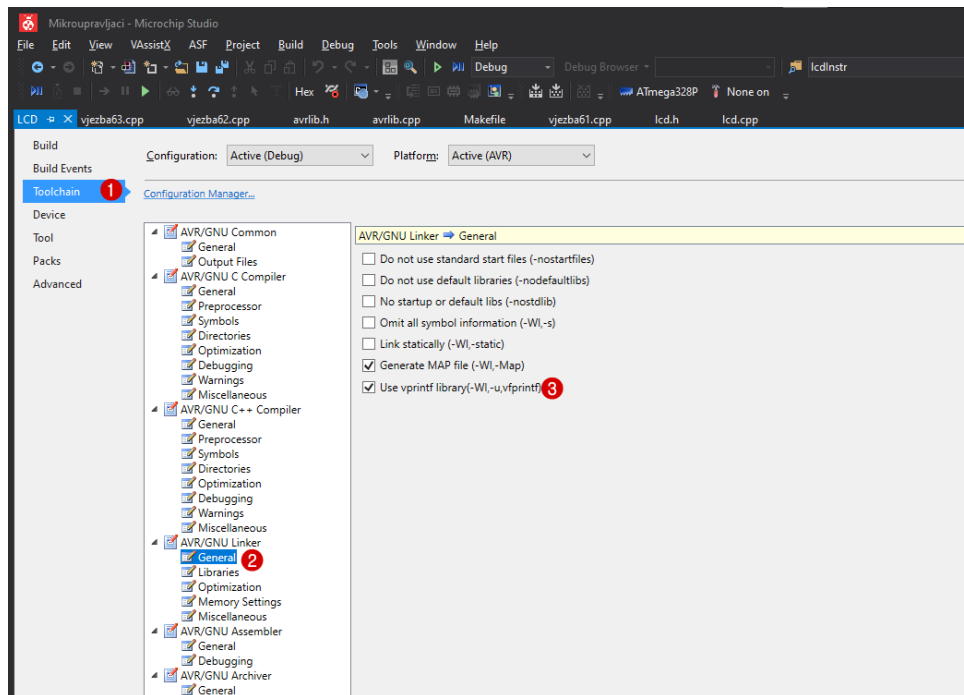 Mikroupravljaci - Microchip Studio
File Edit View VAssistX ASF Project Build Debug Tools Window Help
Debug Debug Browser lcdInstr
Hex ATmega328P None on
LCD vjezba63.cpp vjezba62.cpp avrlib.h avrlib.cpp Makefile vjezba61.cpp lcd.h lcd.cpp
Build
Build Events
Toolchain 1
Device
Tool
Packs
Advanced
Configuration: Active (Debug) Platform: Active (AVR)
Configuration Manager...
AVR/GNU Common
General
Output Files
AVR/GNU C Compiler
General
Preprocessor
Symbols
Directories
Optimization
Debugging
Warnings
Miscellaneous
AVR/GNU C++ Compiler
General
Preprocessor
Symbols
Directories
Optimization
Debugging
Warnings
Miscellaneous
AVR/GNU Linker
General 2
Libraries
Optimization
Memory Settings
Miscellaneous
AVR/GNU Assembler
General
Debugging
AVR/GNU Archiver
General
AVR/GNU Linker ➡ General
Do not use standard start files (-nostartfiles)
Do not use default libraries (-nodefaultlibs)
No startup or default libs (-nostdlib)
Omit all symbol information (-Wl,-s)
Link statically (-Wl,-static)
Generate MAP file (-Wl,-Map)
Use vprintf library(-Wl,-u,vfprintf) 3